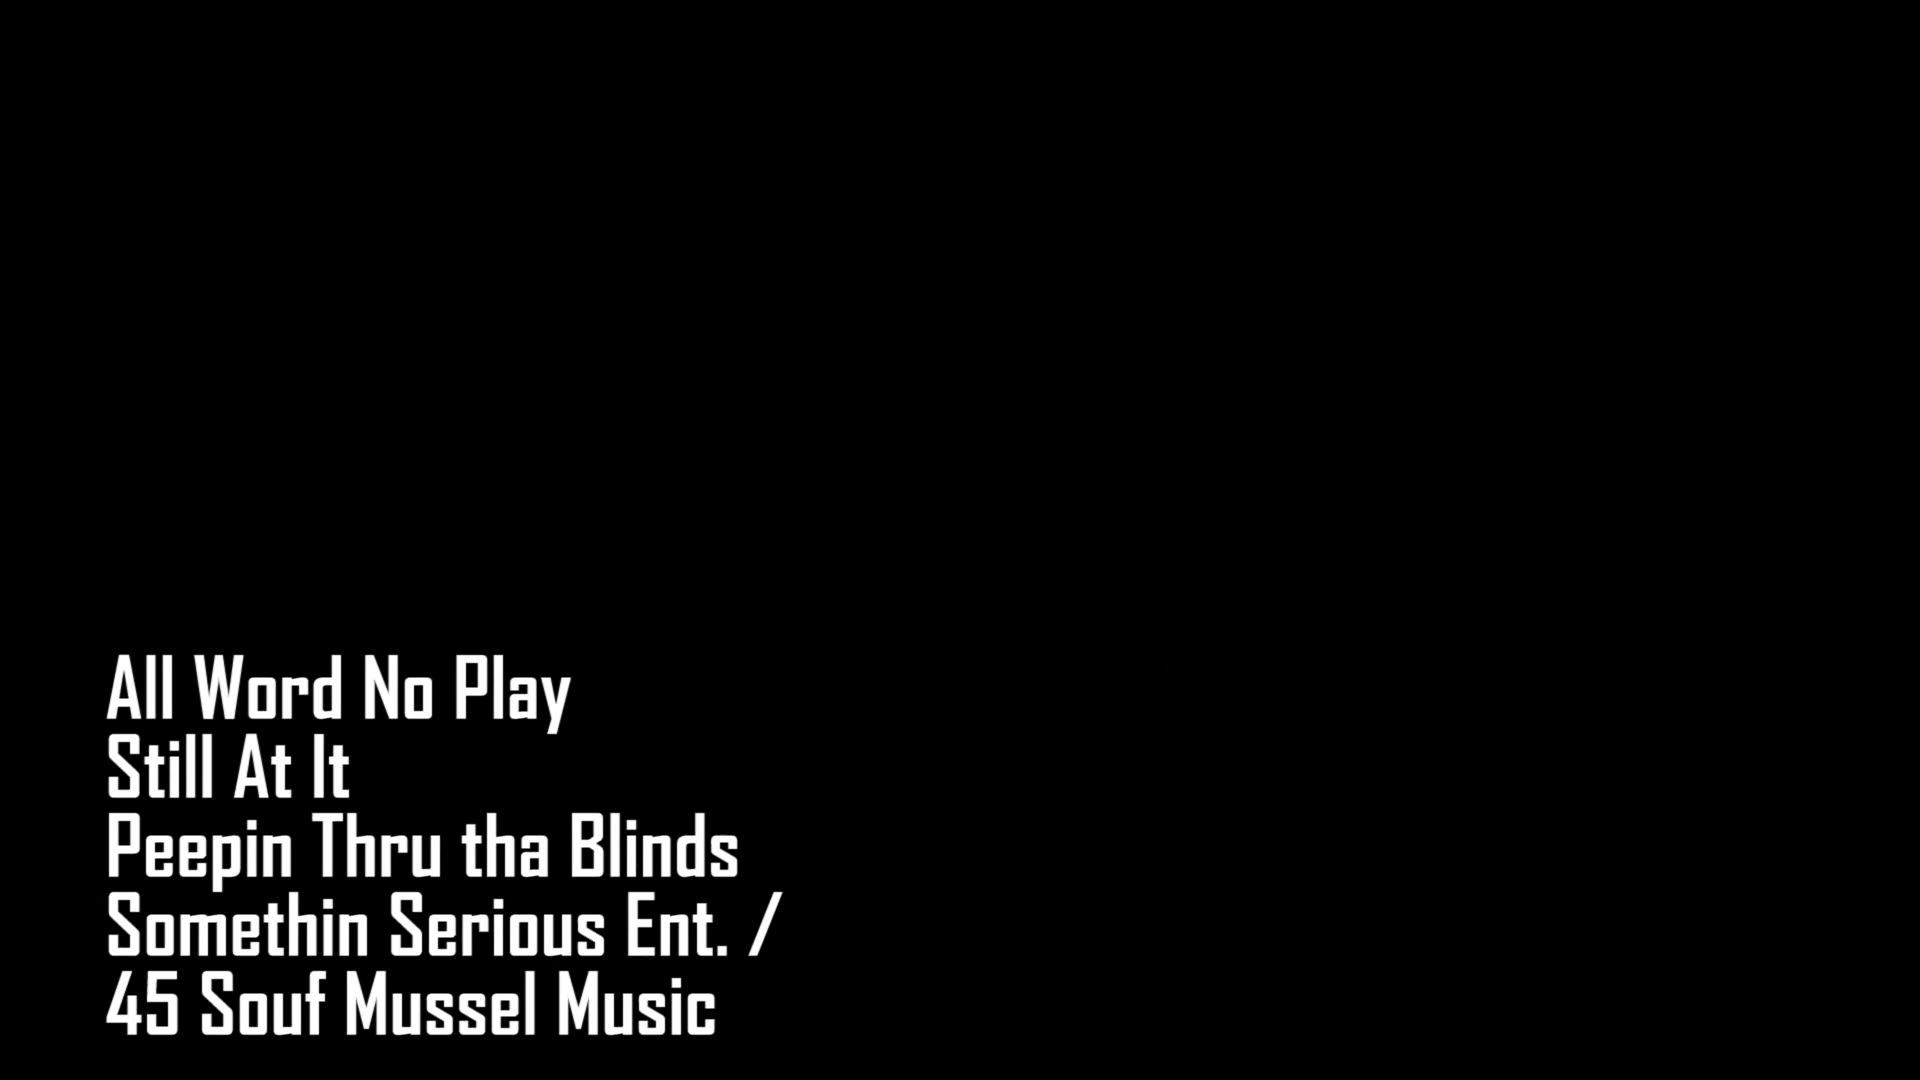 All Word No Play
Still At It
Peepin Thru tha Blinds
Somethin Serious Ent. /
45 Souf Mussel Music